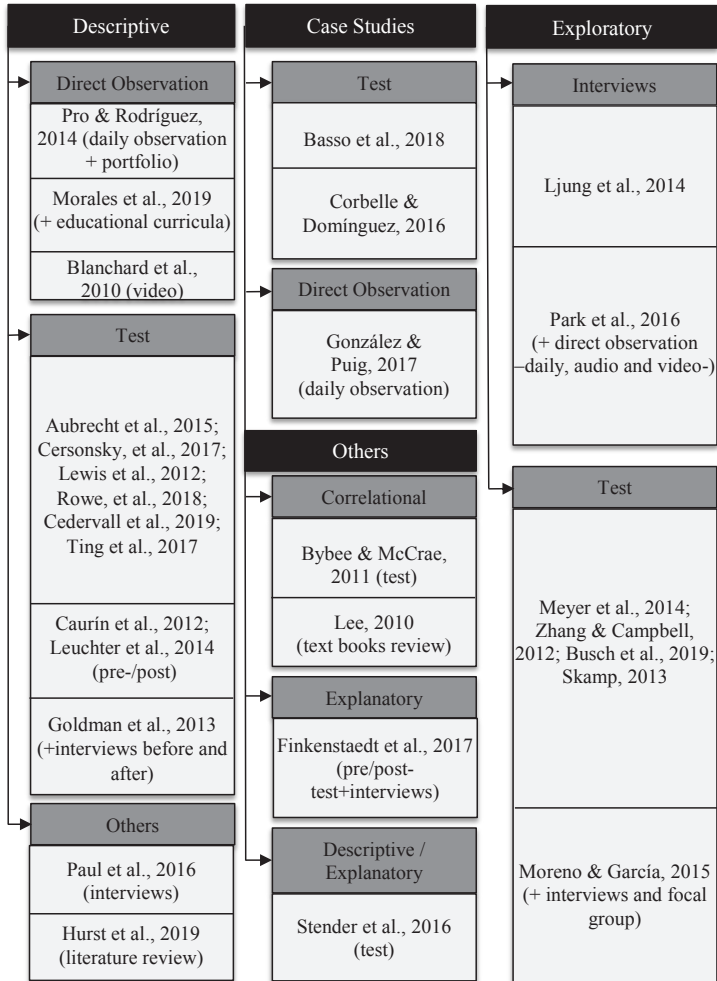 Descriptive
Direct Observation
Pro & Rodríguez,
2014 (daily observation
+ portfolio)
Morales et al., 2019
(+ educational curricula)
Blanchard et al.,
2010 (video)
Test
Aubrecht et al., 2015;
Cersonsky, et al., 2017;
Lewis et al., 2012;
Rowe, et al., 2018;
Cedervall et al., 2019;
Ting et al., 2017
Caurín et al., 2012;
Leuchter et al., 2014
(pre-/post)
Goldman et al., 2013
(+interviews before and
after)
Others
Paul et al., 2016
(interviews)
Hurst et al., 2019
(literature review)
Case Studies
Test
Basso et al., 2018
Corbelle &
Domínguez, 2016
Direct Observation
González &
Puig, 2017
(daily observation)
Others
Correlational
Bybee & McCrae,
2011 (test)
Lee, 2010
(text books review)
Explanatory
Finkenstaedt et al., 2017
(pre/post-
test+interviews)
Descriptive /
Explanatory
Stender et al., 2016
(test)
Exploratory
Interviews
Ljung et al., 2014
Park et al., 2016
(+ direct observation
–daily, audio and video-)
Test
Meyer et al., 2014;
Zhang & Campbell,
2012; Busch et al., 2019;
Skamp, 2013
Moreno & García, 2015
(+ interviews and focal
group)